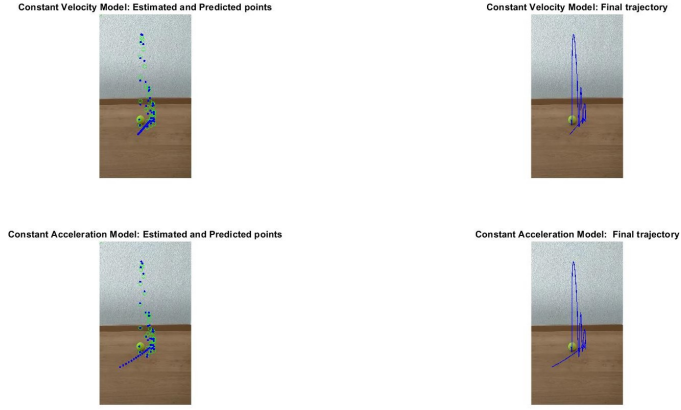 Constant Velocity Model: Estimated and Predicted points
Constant Velocity Model: Final trajectory
Constant Acceleration Model: Estimated and Predicted points
Constant Acceleration Model:  Final trajectory